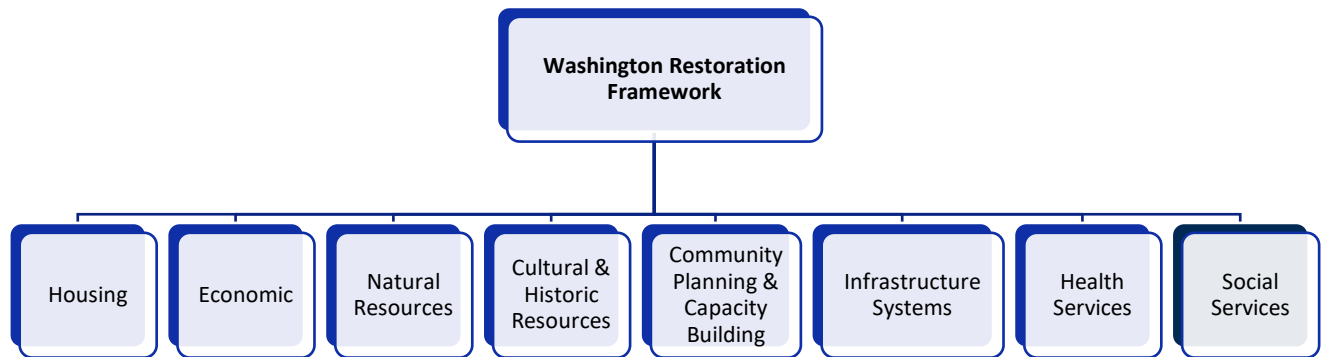 Washington Restoration
Framework
Housing
Economic
Natural
Resources
Cultural &
Historic
Resources
Community
Planning &
Capacity
Building
Infrastructure
Systems
Health
Services
Social
Services